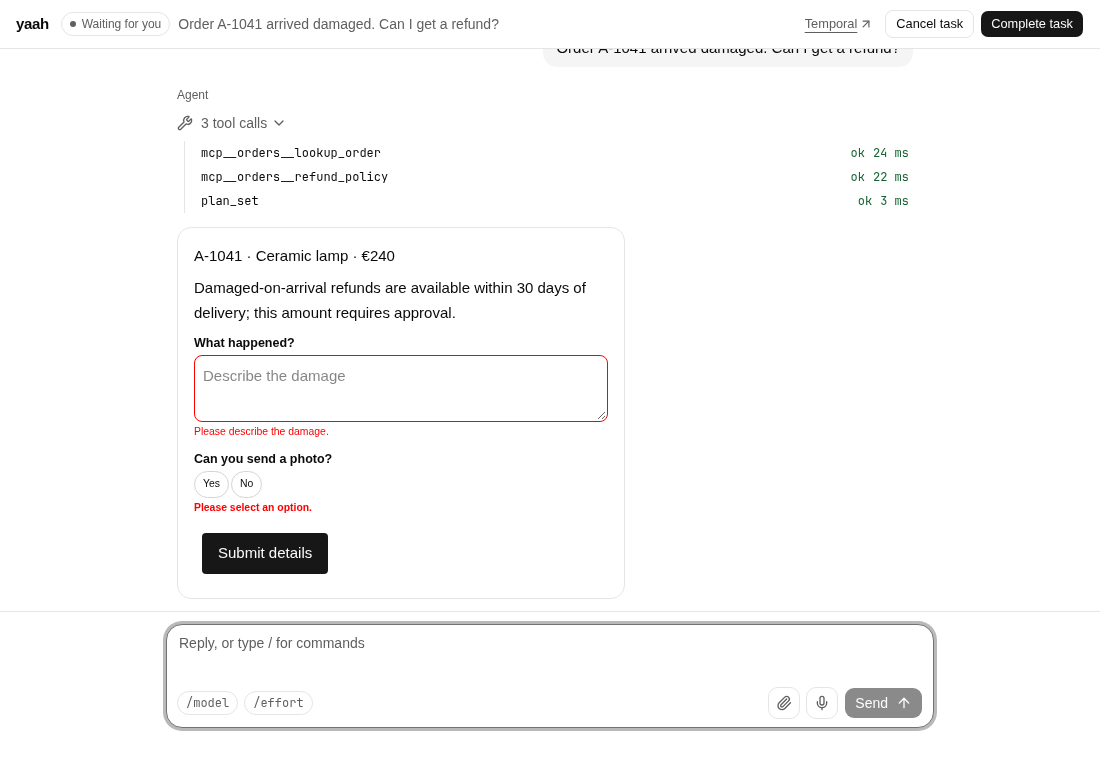 yaah
Waiting for you
Order A-1041 arrived damaged. Can I get a refund?
Temporal
Cancel task
Complete task
Order A-1041 arrived damaged. Can I get a refund?
Agent
3 tool calls
mcp__orders__lookup_order
ok 24 ms
mcp__orders__refund_policy
ok 22 ms
plan_set
ok 3 ms
A-1041 · Ceramic lamp · €240
Damaged-on-arrival refunds are available within 30 days of
delivery; this amount requires approval.
What happened?
Describe the damage
Please describe the damage.
Can you send a photo?
Yes
No
Please select an option.
Submit details
Reply, or type / for commands
/model
/effort
Send